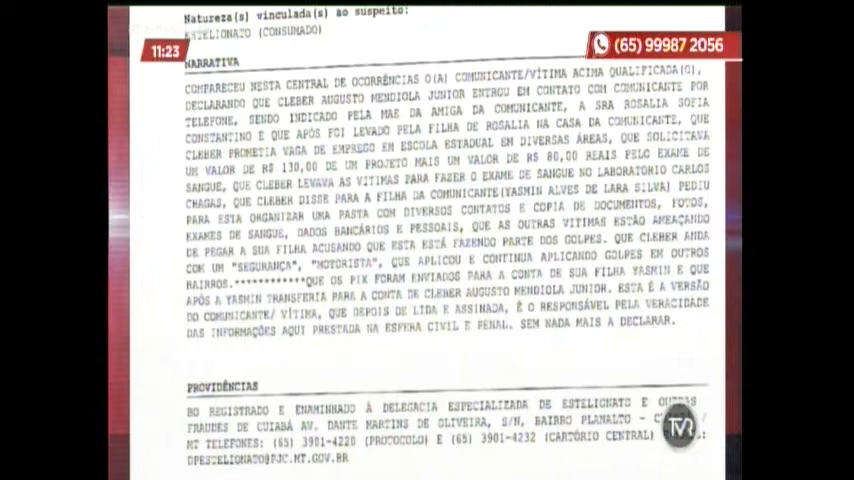 Natureza(s) vinculada(s) ao suspeito:
ESTELIONATO (CONSUMADO)
11:23
(65) 99987 2056
NARRATIVA
COMPARECEU NESTA CENTRAL DE OCORRÊNCIAS O(A) COMUNICANTE/VÍTIMA ACIMA QUALIFICADA(O),
DECLARANDO QUE CLEBER AUGUSTO MENDIOLA JUNIOR ENTROU EM CONTATO COM COMUNICANTE POR
TELEFONE, SENDO INDICADO PELA MAE DA AMIGA DA COMUNICANTE, A SRA ROSALIA SOFIA
CONSTANTINO E QUE APÓS FOI LEVADO PELA FILHA DE ROSALIA NA CASA DA COMUNICANTE, QUE
CLEBER PROMETIA VAGA DE EMPREGO EM ESCOLA ESTADUAL EM DIVERSAS ÁREAS, QUE SOLICITAVA
UM VALOR DE R$ 130,00 DE UM PROJETO MAIS UM VALOR DE R$ 80,00 REAIS PELO EXAME DE
SANGUE, QUE CLEBER LEVAVA AS VITIMAS PARA FAZER O EXAME DE SANGUE NO LABORATÓRIO CARLOS
CHAGAS, QUE CLEBER DISSE PARA A FILHA DA COMUNICANTE(YASMIN ALVES DE LARA SILVA) PEDIU
PARA ESTA ORGANIZAR UMA PASTA COM DIVERSOS CONTATOS E COPIA DE DOCUMENTOS, FOTOS,
EXAMES DE SANGUE, DADOS BANCÁRIOS E PESSOAIS, QUE AS OUTRAS VITIMAS ESTÃO AMEAÇANDO
DE PEGAR A SUA FILHA ACUSANDO QUE ESTA ESTÁ FAZENDO PARTE DOS GOLPES. QUE CLEBER ANDA
COM UM "SEGURANÇA", "MOTORISTA", QUE APLICOU E CONTINUA APLICANDO GOLPES EM OUTROS
BAIRROS.************QUE OS PIX FORAM ENVIADOS PARA A CONTA DE SUA FILHA YASMIN E QUE
APÓS A YASMIN TRANSFERIA PARA A CONTA DE CLEBER AUGUSTO MENDIOLA JUNIOR. ESTA É A VERSÃO
DO COMUNICANTE/ VÍTIMA, QUE DEPOIS DE LIDA E ASSINADA, É O RESPONSÁVEL PELA VERACIDADE
DAS INFORMAÇÕES AQUI PRESTADA NA ESFERA CIVIL E PENAL. SEM NADA MAIS A DECLARAR.
PROVIDÊNCIAS
BO REGISTRADO E ENAMINHADO À DELEGACIA ESPECIALIZADA DE ESTELIONATO E OUTRAS
FRAUDES DE CUIABÁ AV. DANTE MARTINS DE OLIVEIRA, S/N, BAIRRO PLANALTO - /
MT TELEFONES: (65) 3901-4220 (PROTOCOLO) E (65) 3901-4232 (CARTÓRIO CENTRAL)
DPESTELIONATO@PJC.MT.GOV.BR
TVR